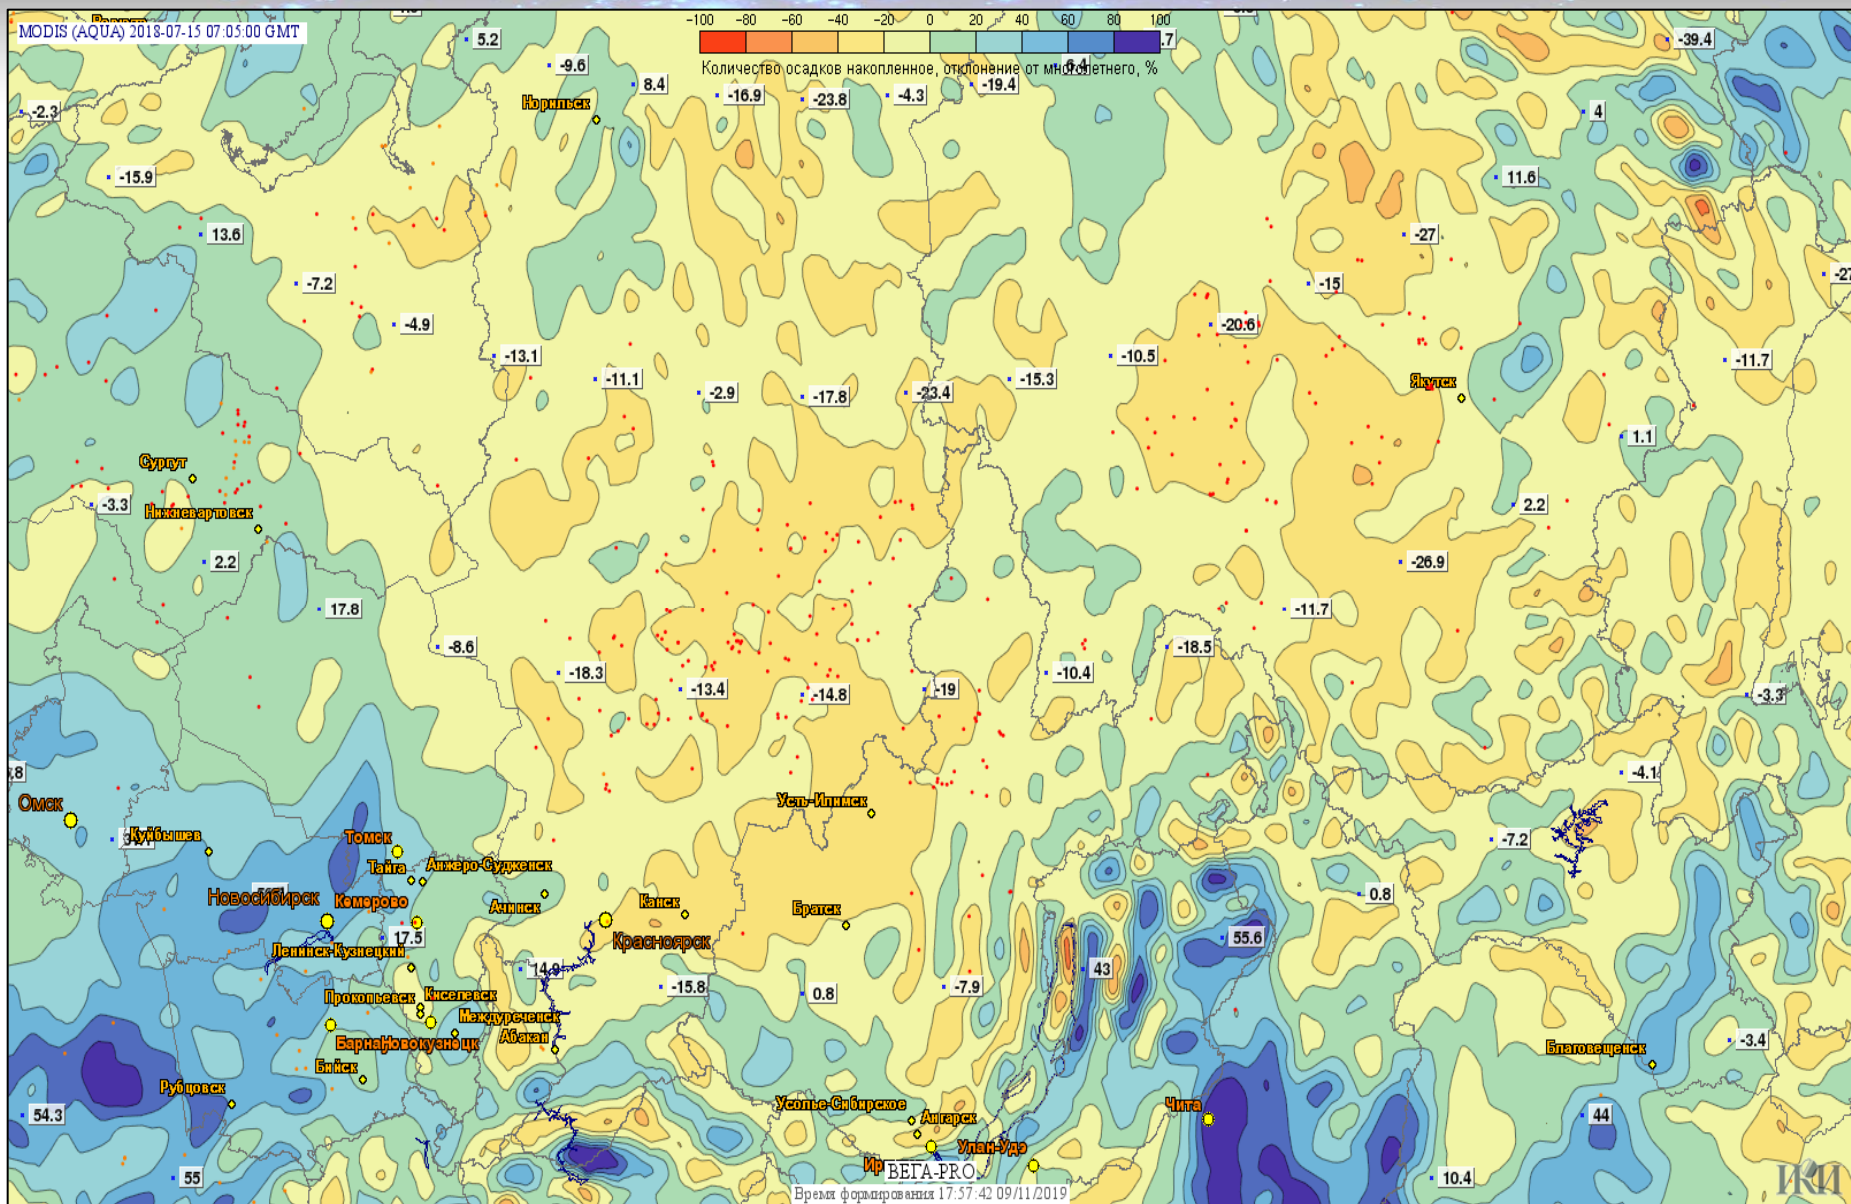 MODIS (AQUA) 2018-07-15 07:05:00 GMT
-100 -80 -60 -40 -20 0 20 40 60 80 100
Количество осадков накопленное, отклонение от многолетнего, %
5.2
-39.4
-9.6
6.4
8.4
-16.9
-23.8
-4.3
-19.4
Норильск
-2.3
4
-15.9
11.6
13.6
-27
-7.2
-15
-4.9
-20.6
-13.1
-10.5
-11.7
-11.1
-2.9
-17.8
-23.4
-15.3
Якутск
1.1
Сургут
-3.3
Нижневартовск
2.2
2.2
-26.9
17.8
-11.7
-8.6
-18.5
-18.3
-10.4
-13.4
-14.8
-19
-3.3
-4.1
Омск
Усть-Илимск
Куйбышев
Томск
-7.2
Тайга
Анжеро-Судженск
Новосибирск
Кемерово
Ачинск
Канск
Братск
0.8
17.5
Красноярск
55.6
Ленинск-Кузнецкий
14.9
43
Прокопьевск
Киселевск
-15.8
0.8
-7.9
Междуреченск
Новокузнецк
Абакан
-3.4
Бийск
Благовещенск
Рубцовск
54.3
Усолье-Сибирское
Ангарск
Чита
44
Улан-Удэ
55
ВЕГА-PRO
10.4
ИКИ
Время формирования 17:57:42 09/11/2019